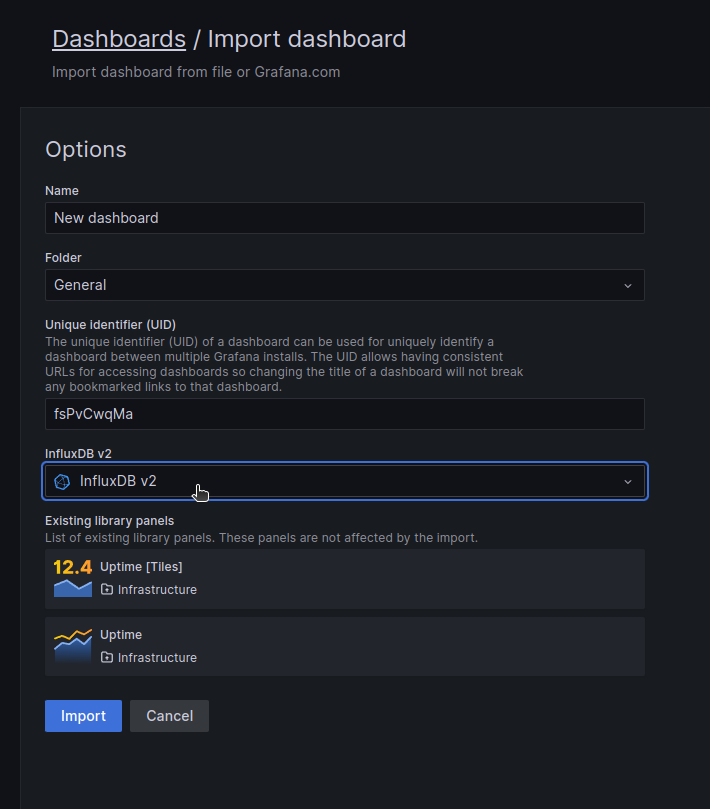 Dashboards / Import dashboard
Import dashboard from file or Grafana.com
Options
Name
New dashboard
Folder
General
Unique identifier (UID)
The unique identifier (UID) of a dashboard can be used for uniquely identify a
dashboard between multiple Grafana installs. The UID allows having consistent
URLs for accessing dashboards so changing the title of a dashboard will not break
any bookmarked links to that dashboard.
fsPvCwqMa
InfluxDB v2
InfluxDB v2
Existing library panels
List of existing library panels. These panels are not affected by the import.
12.4
Uptime [Tiles]
Infrastructure
Uptime
Infrastructure
Import Cancel